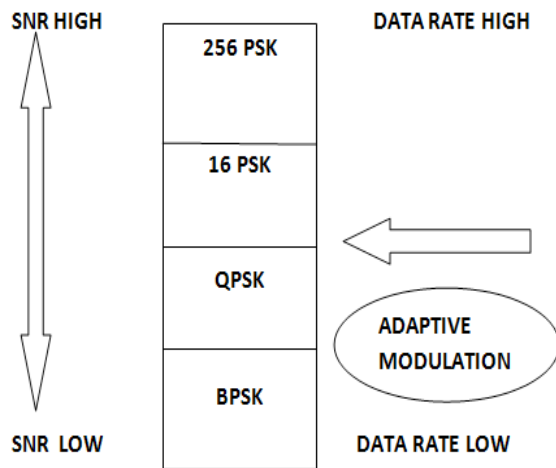 SNR HIGH
DATA RATE HIGH
256 PSK
16 PSK
QPSK
ADAPTIVE
MODULATION
BPSK
SNR LOW
DATA RATE LOW